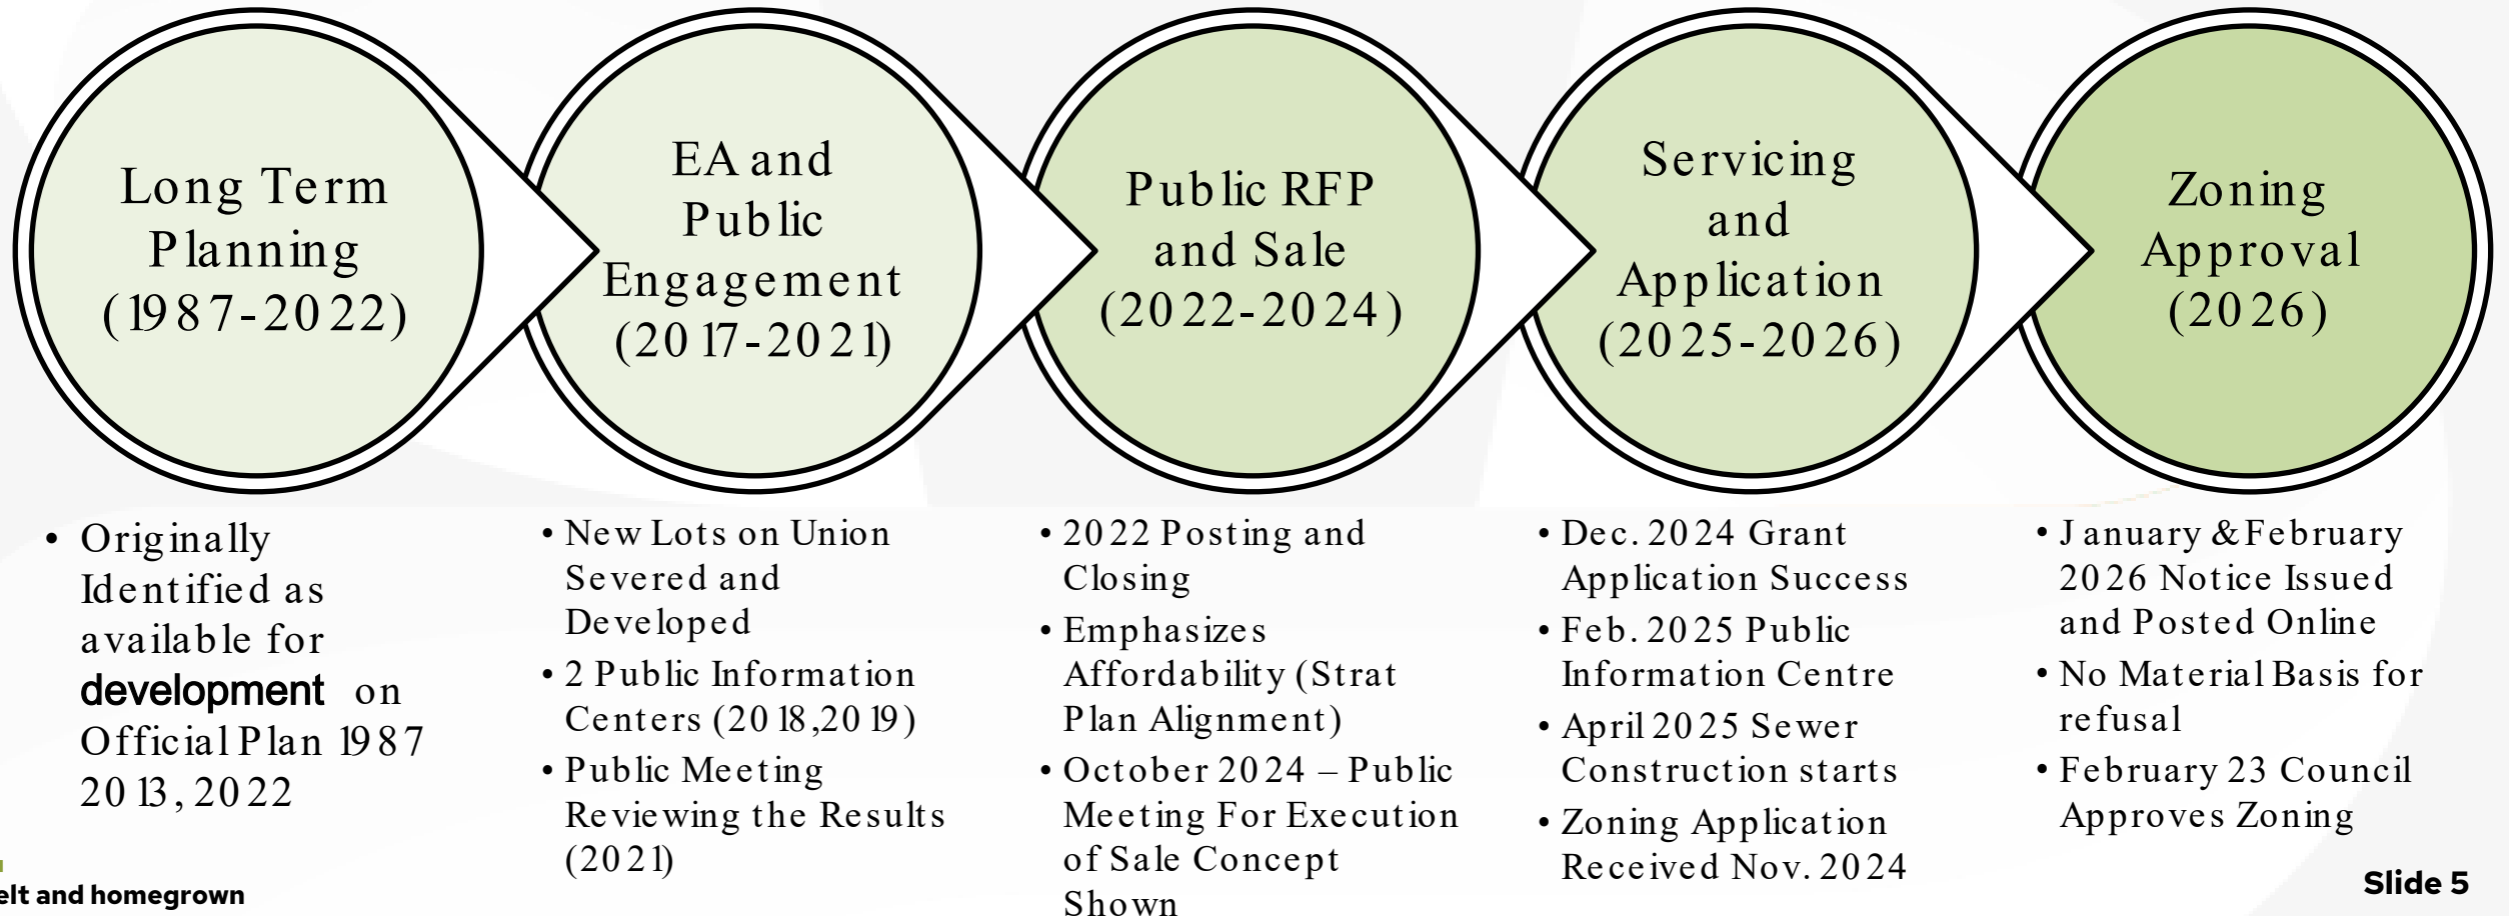 Long Term
Planning
(1987-2022)
EA and
Public
Engagement
(2017-2021)
Public RFP
and Sale
(2022-2024)
Servicing
and
Application
(2025-2026)
Zoning
Approval
(2026)
• Originally
Identified as
available for
development on
Official Plan 1987
2013, 2022
• New Lots on Union
Severed and
Developed
• 2 Public Information
Centers (2018,2019)
• Public Meeting
Reviewing the Results
(2021)
• 2022 Posting and
Closing
• Emphasizes
Affordability (Strat
Plan Alignment)
• October 2024 – Public
Meeting For Execution
of Sale Concept
Shown
• Dec. 2024 Grant
Application Success
• Feb. 2025 Public
Information Centre
• April 2025 Sewer
Construction starts
• Zoning Application
Received Nov. 2024
• January & February
2026 Notice Issued
and Posted Online
• No Material Basis for
refusal
• February 23 Council
Approves Zoning
elt and homegrown
Slide 5